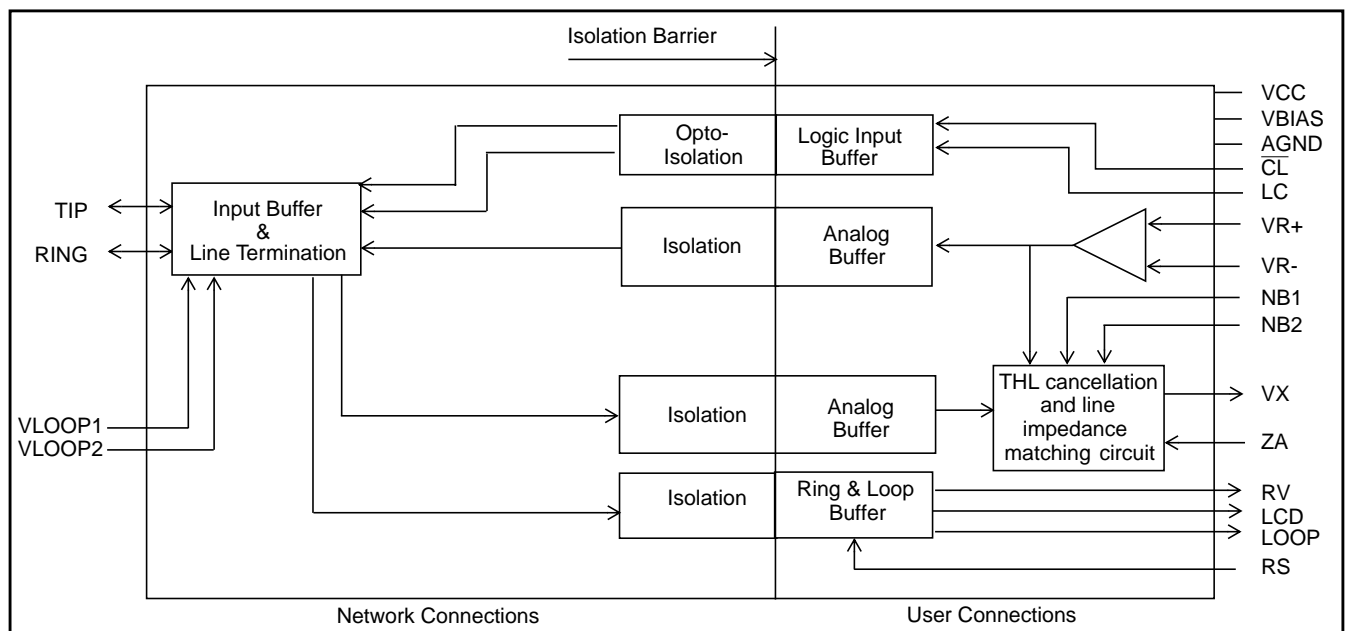 Isolation Barrier
VCC
VBIAS
AGND
CL
LC
Opto-
Isolation
Logic Input
Buffer
TIP
RING
Input Buffer
&
Line Termination
Isolation
Analog
Buffer
VR+
VR-
NB1
NB2
VLOOP1
VLOOP2
Isolation
Analog
Buffer
THL cancellation
and line
impedance
matching circuit
VX
ZA
Isolation
Ring & Loop
Buffer
RV
LCD
LOOP
RS
Network Connections
User Connections